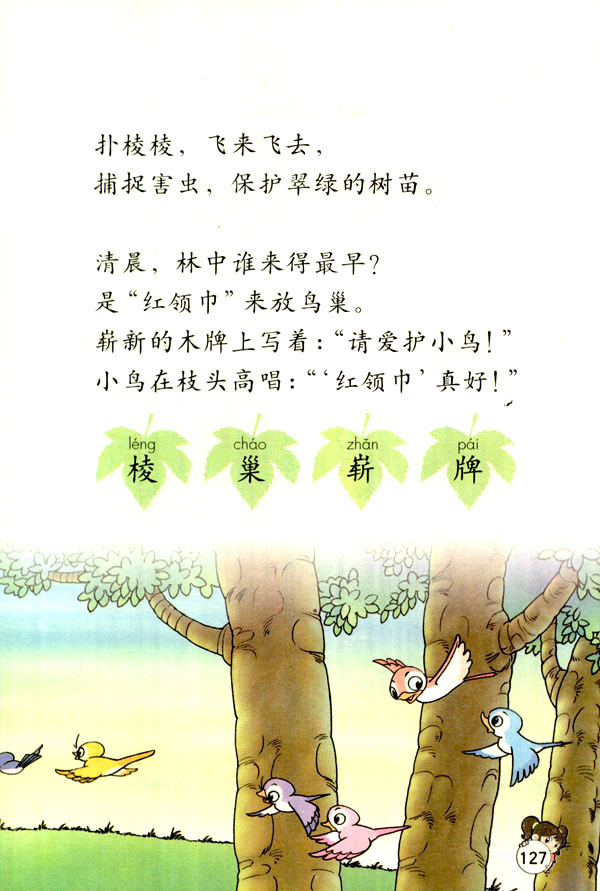 扑棱棱，飞来飞去，
捕捉害虫，保护翠绿的树苗。
清晨，林中谁来得最早？
是“红领巾”来放鸟巢。
崭新的木牌上写着：“请爱护小鸟！”
小鸟在枝头高唱：“‘红领巾’真好！”
léng cháo zhǎn pái
棱 巢 崭 牌
127